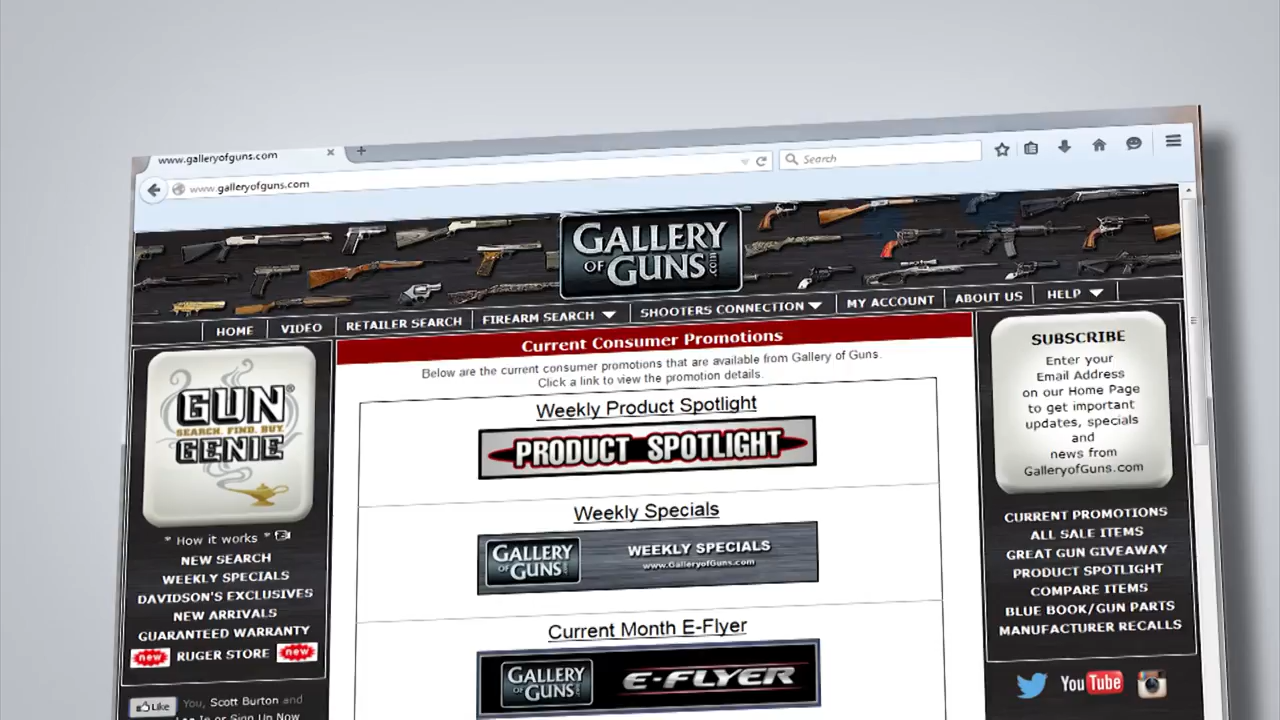 www.galleryofguns.com
www.galleryofguns.com
Search
GALLERY
OF GUNS
.COM
HOME
VIDEO
RETAILER SEARCH
FIREARM SEARCH
SHOOTERS CONNECTION
MY ACCOUNT
ABOUT US
HELP
GUN
SEARCH. FIND. BUY.
GENIE
* How it works *
NEW SEARCH
WEEKLY SPECIALS
DAVIDSON'S EXCLUSIVES
NEW ARRIVALS
GUARANTEED WARRANTY
new RUGER STORE new
Like
You, Scott Burton and
Log In or Sign Up Now
Current Consumer Promotions
Below are the current consumer promotions that are available from Gallery of Guns.
Click a link to view the promotion details.
Weekly Product Spotlight
PRODUCT SPOTLIGHT
Weekly Specials
GALLERY
OF GUNS
WEEKLY SPECIALS
www.GalleryofGuns.com
Current Month E-Flyer
GALLERY
OF GUNS
E-FLYER
SUBSCRIBE
Enter your
Email Address
on our Home Page
to get important
updates, specials
and
news from
GalleryofGuns.com
CURRENT PROMOTIONS
ALL SALE ITEMS
GREAT GUN GIVEAWAY
PRODUCT SPOTLIGHT
COMPARE ITEMS
BLUE BOOK/GUN PARTS
MANUFACTURER RECALLS
YouTube